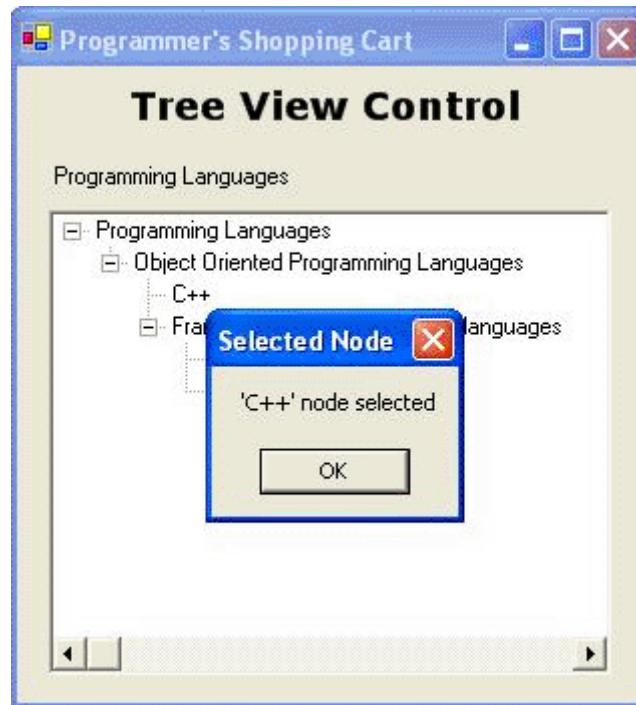 Programmer's Shopping Cart
Tree View Control
Programming Languages
Programming Languages
Object Oriented Programming Languages
C++
languages
Selected Node
'C++' node selected
OK